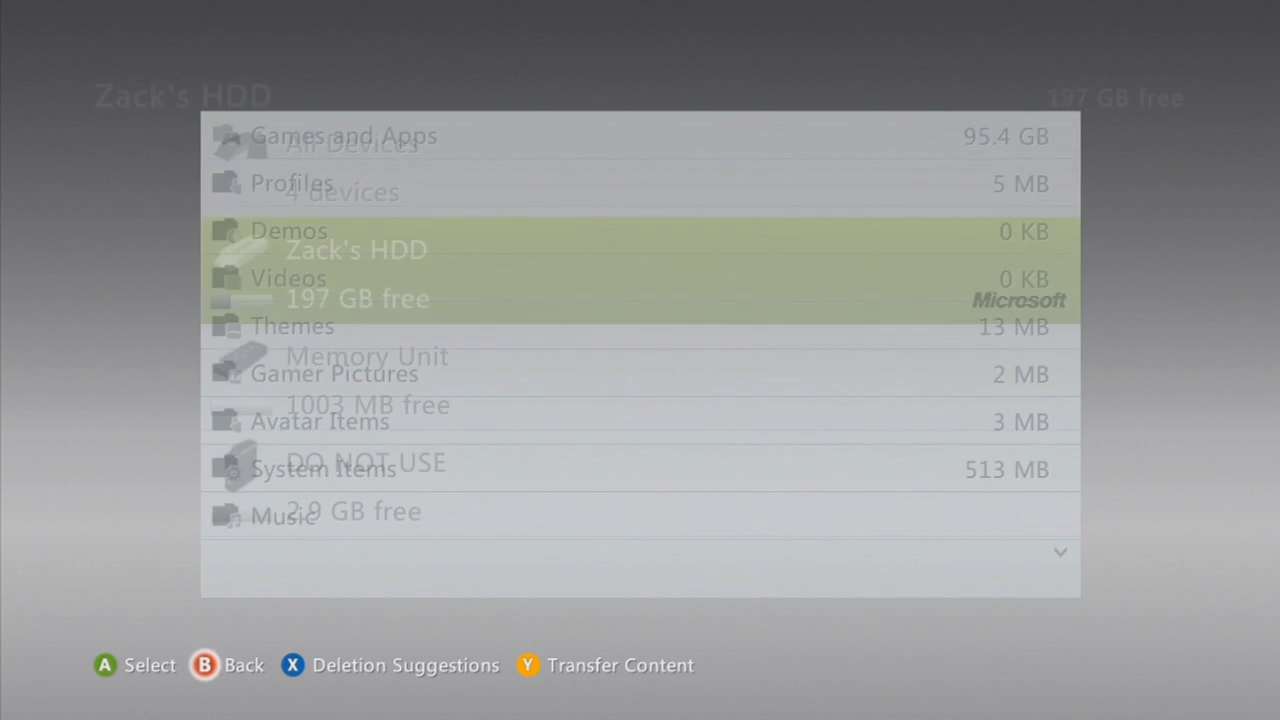 Zack's HDD
197 GB free
Games and Apps
95.4 GB
All Devices
Profiles
5 MB
4 devices
Demos
0 KB
Zack's HDD
Videos
0 KB
197 GB free
Microsoft
Themes
13 MB
Memory Unit
Gamer Pictures
2 MB
1003 MB free
Avatar Items
3 MB
DO NOT USE
System Items
513 MB
2.9 GB free
Music
A Select B Back X Deletion Suggestions Y Transfer Content